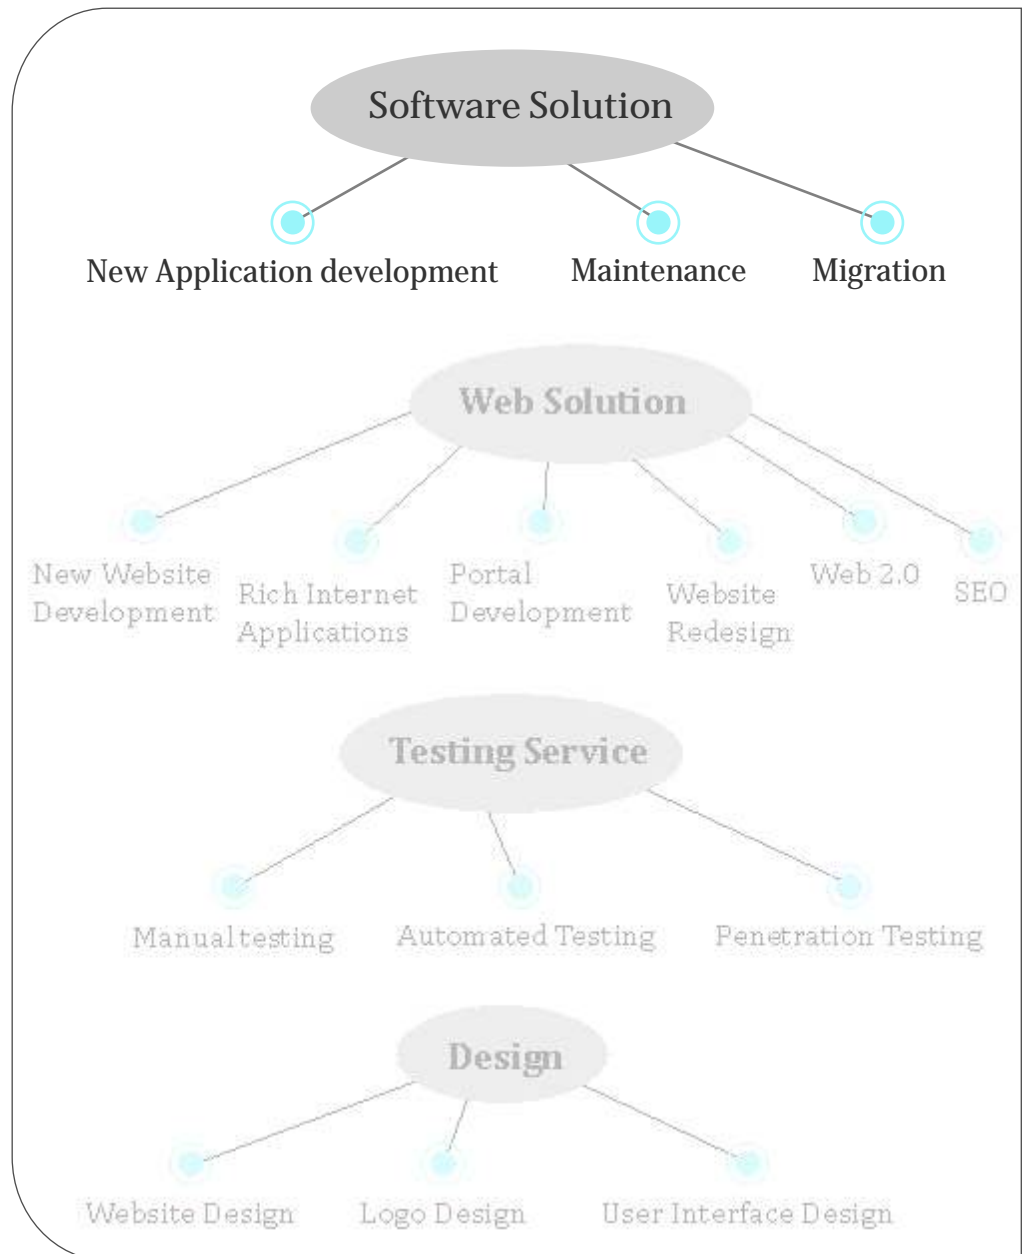 Software Solution
New Application development
Maintenance
Migration
Web Solution
New Website
Development
Rich Internet
Applications
Portal
Development
Website
Redesign
Web 2.0
SEO
Testing Service
Manual testing
Automated Testing
Penetration Testing
Design
Website Design
Logo Design
User Interface Design